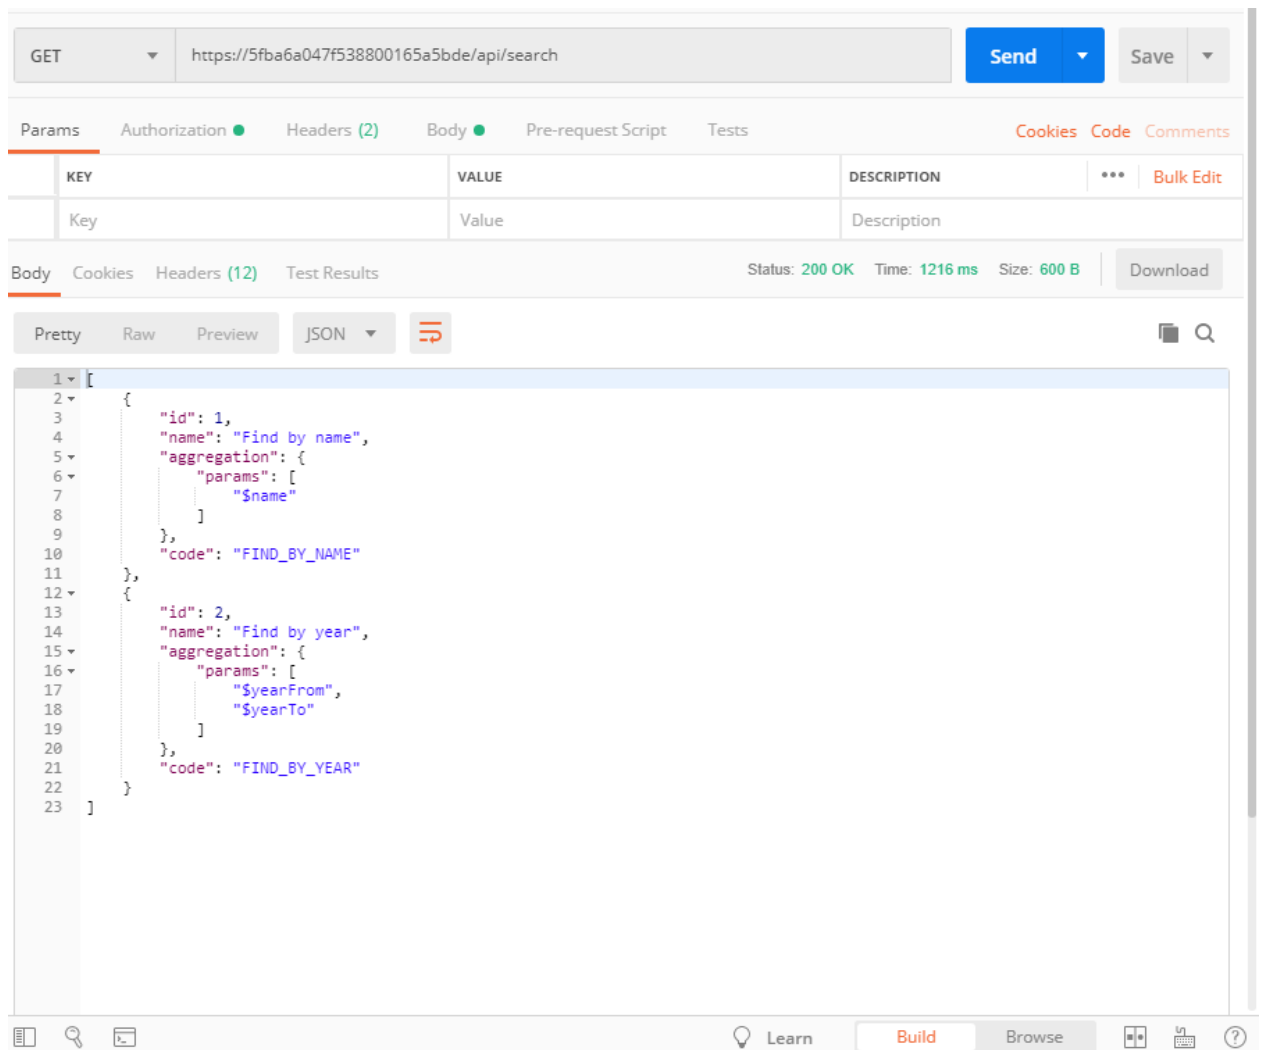 GET https://5fba6a047f538800165a5bde/api/search Send Save
Params Authorization Headers (2) Body Pre-request Script Tests Cookies Code Comments
KEY VALUE DESCRIPTION ••• Bulk Edit
Key Value Description
Body Cookies Headers (12) Test Results Status: 200 OK Time: 1216 ms Size: 600 B Download
Pretty Raw Preview JSON
1 [
2 {
3 "id": 1,
4 "name": "Find by name",
5 "aggregation": {
6 "params": [
7 "$name"
8 ]
9 },
10 "code": "FIND_BY_NAME"
11 },
12 {
13 "id": 2,
14 "name": "Find by year",
15 "aggregation": {
16 "params": [
17 "$yearFrom",
18 "$yearTo"
19 ]
20 },
21 "code": "FIND_BY_YEAR"
22 }
23 ]
Learn Build Browse